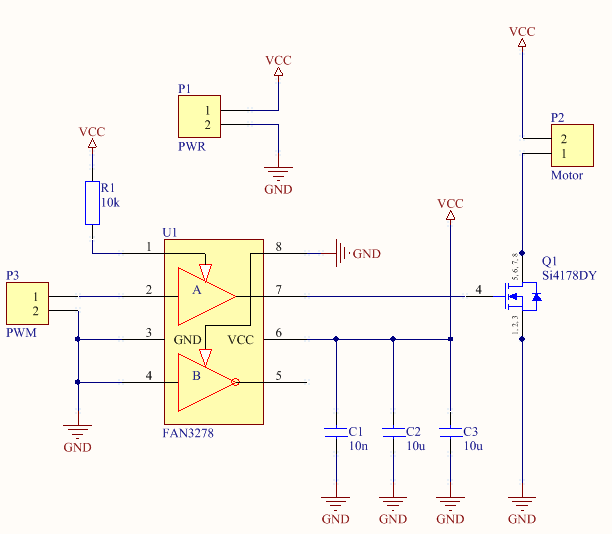 VCC
VCC
P1
1
2
PWR
GND
P2
2
1
Motor
VCC
R1
10k
VCC
U1
1
8
GND
5, 6, 7, 8
Q1
Si4178DY
P3
1
2
PWM
2
A
7
4
3
GND
VCC
6
1, 2, 3
4
B
5
GND
FAN3278
C1
10n
C2
10u
C3
10u
GND
GND
GND
GND